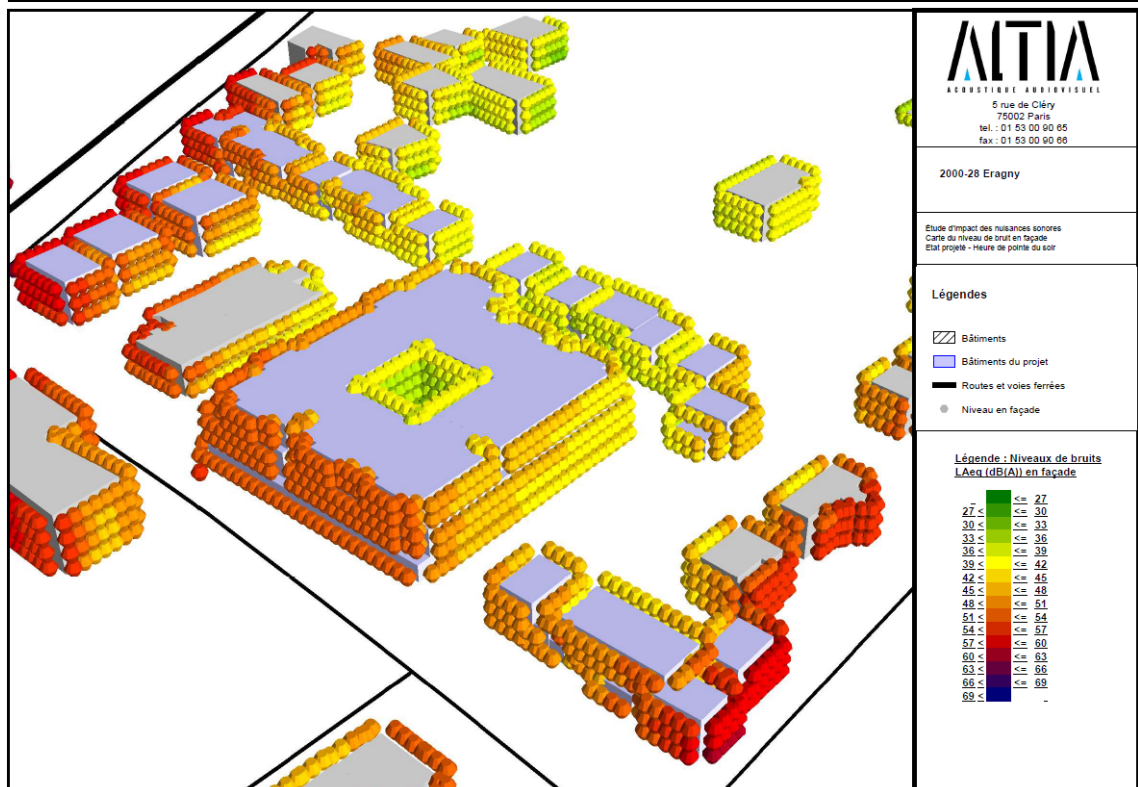 ALTIA
ACOUSTIQUE AUDIOVISUEL
5 rue de Cléry
75002 Paris
tel. : 01 53 00 90 65
fax : 01 53 00 90 66
2000-28 Eragny
Etude d'impact des nuisances sonores
Carte du niveau de bruit en façade
Etat projeté - Heure de pointe du soir
Légendes
Bâtiments
Bâtiments du projet
Routes et voies ferrées
Niveau en façade
Légende : Niveaux de bruits
LAeq (dB(A)) en façade
<= 27
27 < <= 30
30 < <= 33
33 < <= 36
36 < <= 39
39 < <= 42
42 < <= 45
45 < <= 48
48 < <= 51
51 < <= 54
54 < <= 57
57 < <= 60
60 < <= 63
63 < <= 66
66 < <= 69
69 <